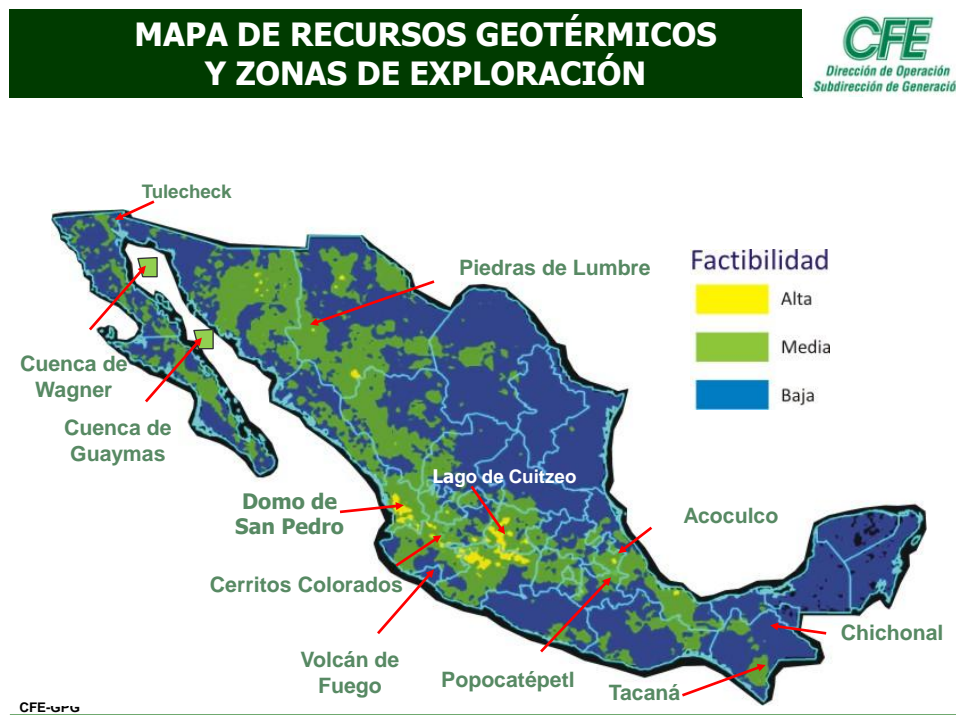 MAPA DE RECURSOS GEOTÉRMICOS
Y ZONAS DE EXPLORACIÓN
CFE
Dirección de Operación
Subdirección de Generació
Tulecheck
Piedras de Lumbre
Factibilidad
Alta
Media
Baja
Cuenca de
Wagner
Cuenca de
Guaymas
Lago de Cuitzeo
Domo de
San Pedro
Acoculco
Cerritos Colorados
Chichonal
Volcán de
Fuego
Popocatépetl
Tacaná
CFE-GPG